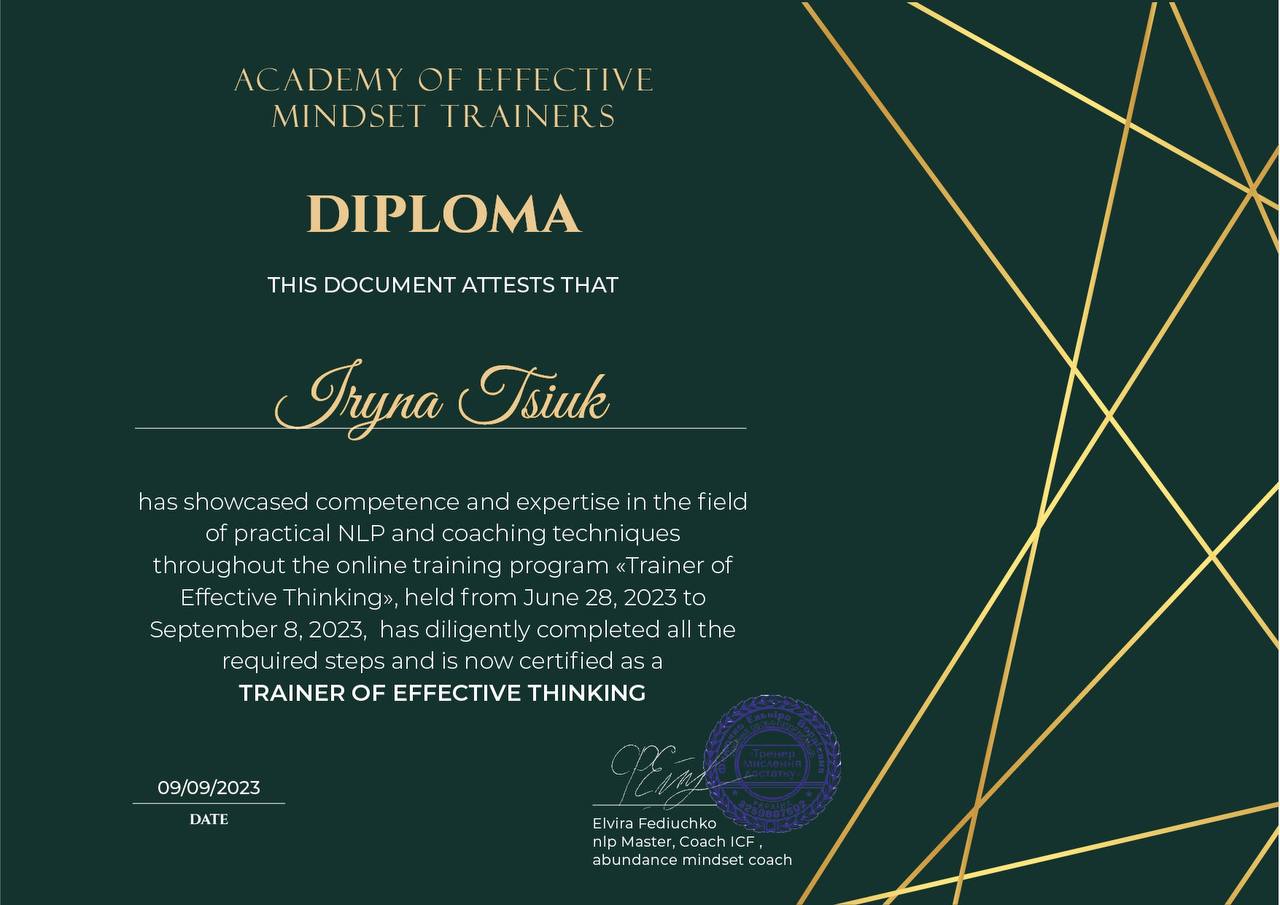 ACADEMY OF EFFECTIVE
MINDSET TRAINERS
DIPLOMA
THIS DOCUMENT ATTESTS THAT
Iryna Tsiuk
has showcased competence and expertise in the field
of practical NLP and coaching techniques
throughout the online training program «Trainer of
Effective Thinking», held from June 28, 2023 to
September 8, 2023, has diligently completed all the
required steps and is now certified as a
TRAINER OF EFFECTIVE THINKING
09/09/2023
DATE
Тренер
мислення
достатку
Elvira Fediuchko
nlp Master, Coach ICF ,
abundance mindset coach